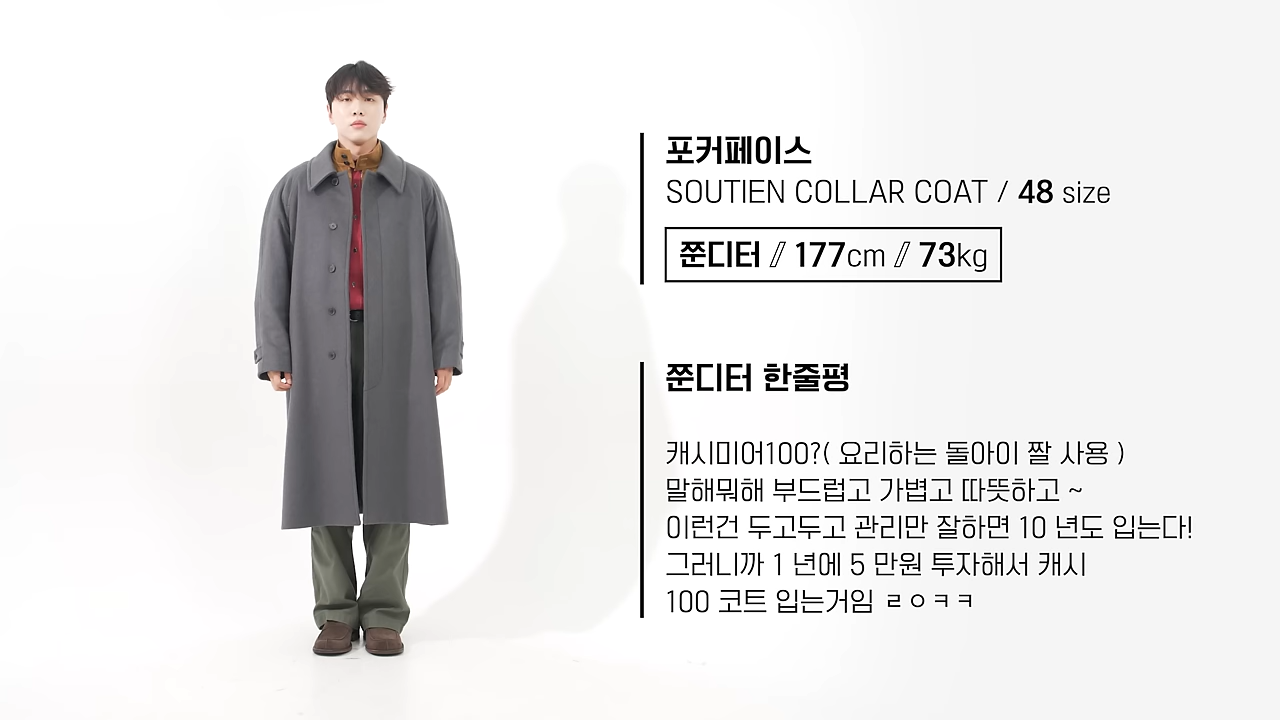 포커페이스
SOUTIEN COLLAR COAT / 48 size
쭌디터 // 177cm // 73kg
쭌디터 한줄평
캐시미어100?( 요리하는 돌아이 짤 사용 )
말해뭐해 부드럽고 가볍고 따뜻하고 ~
이런건 두고두고 관리만 잘하면 10 년도 입는다!
그러니까 1 년에 5 만원 투자해서 캐시
100 코트 입는거임 ㄹㅇㅋㅋ